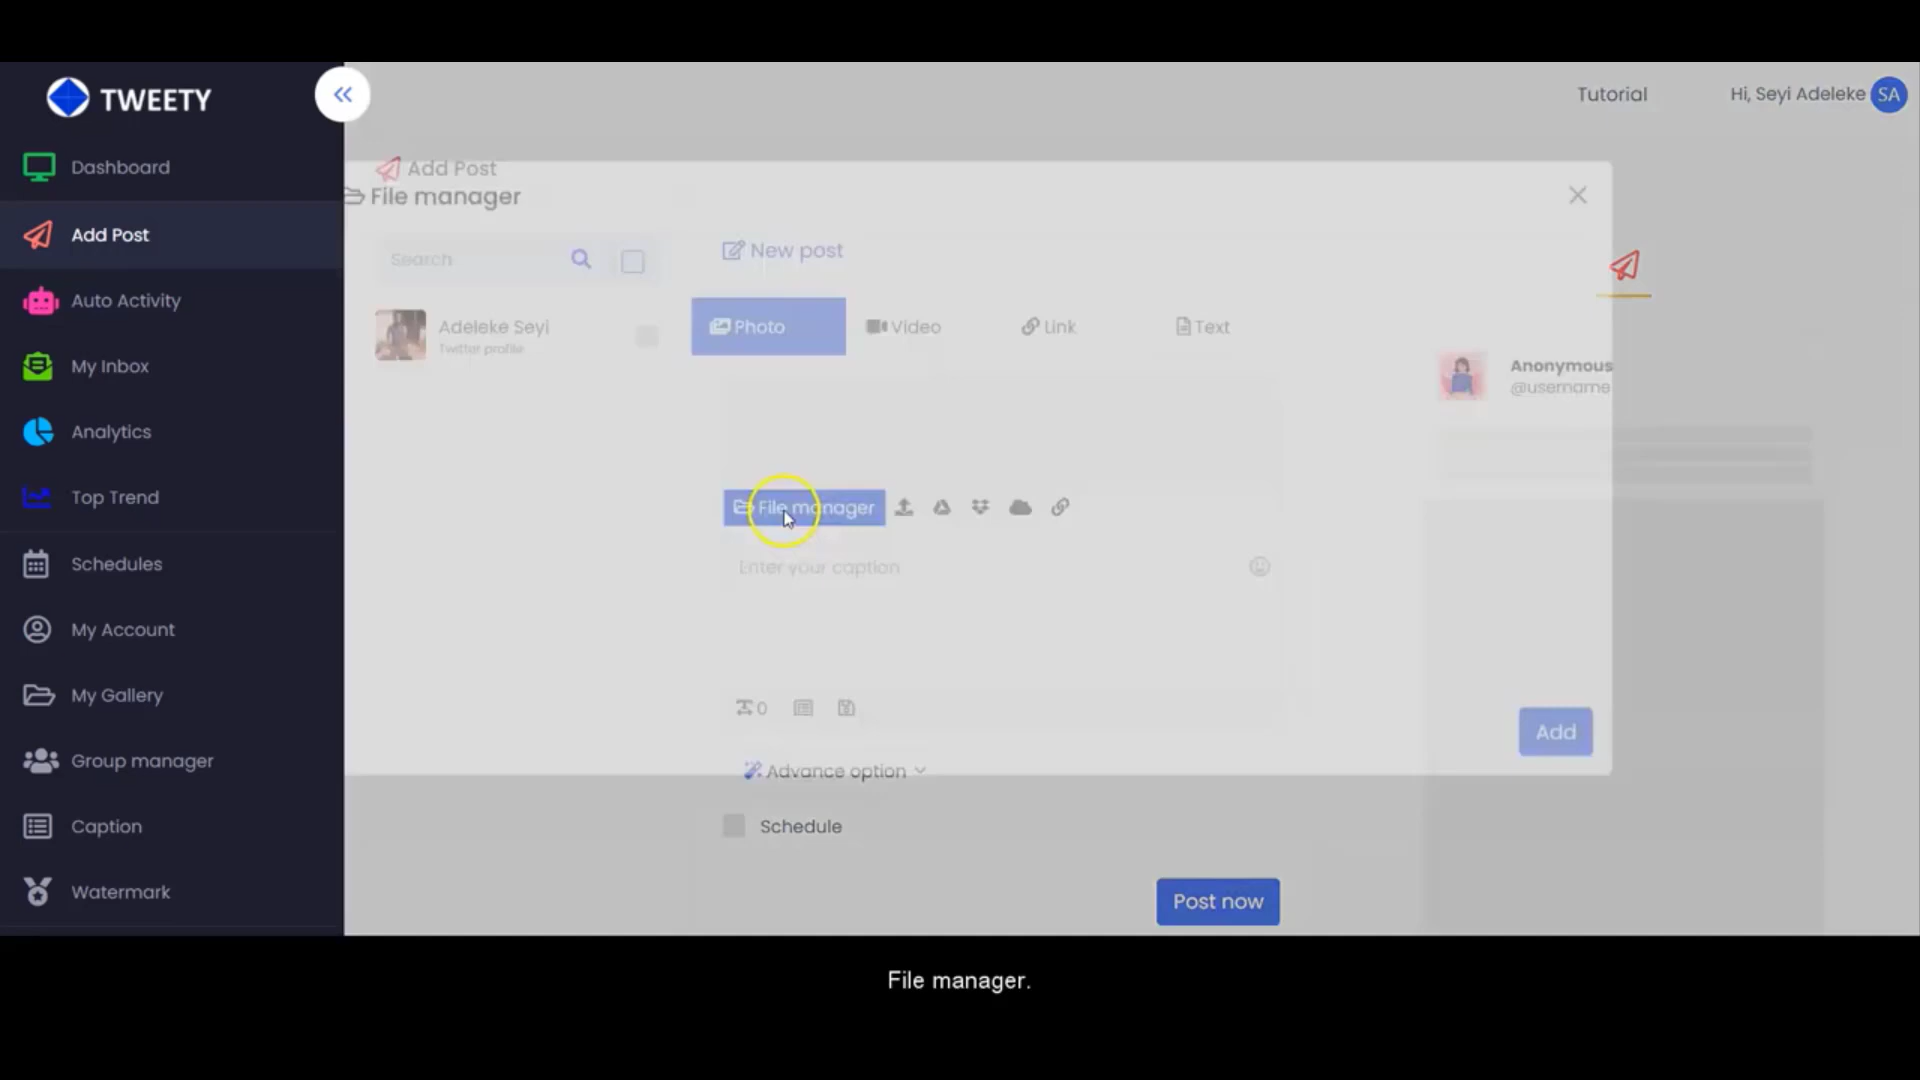 TWEETY
Tutorial
Hi, Seyi Adeleke
SA
Dashboard
Add Post
Auto Activity
My Inbox
Analytics
Top Trend
Schedules
My Account
My Gallery
Group manager
Caption
Watermark
Add Post
File manager
Search
Adeleke Seyi
Twitter profile
New post
Photo
Video
Link
Text
File manager
Enter your caption
0
Advance option
Schedule
Post now
Anonymous
@username
Add
File manager.